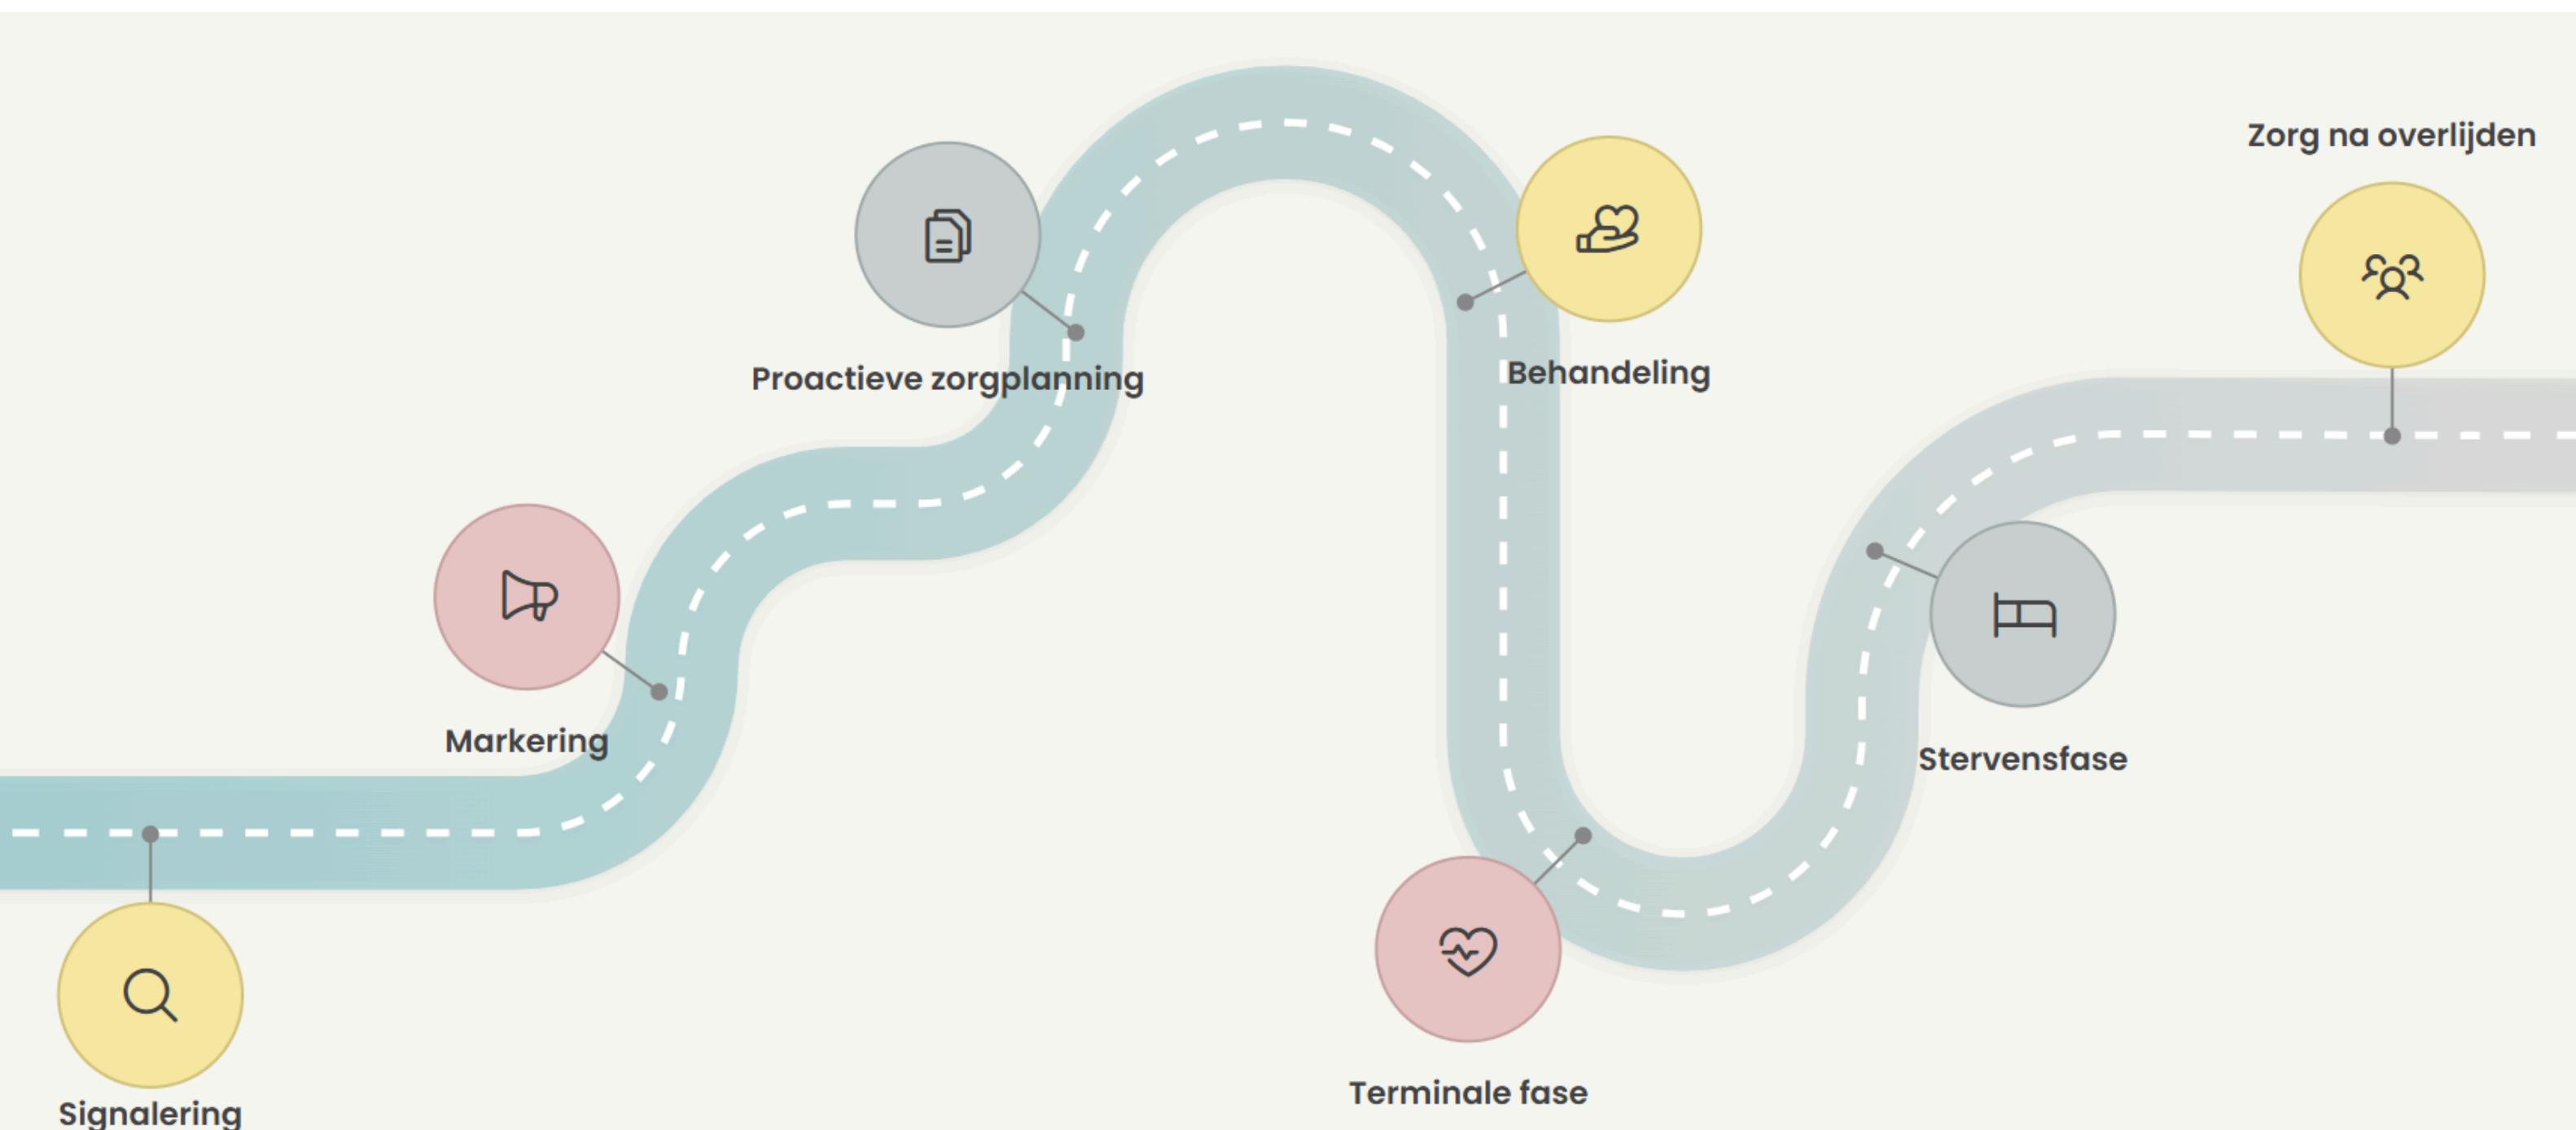 Signalering
Markering
Proactieve zorgplanning
Behandeling
Terminale fase
Stervensfase
Zorg na overlijden